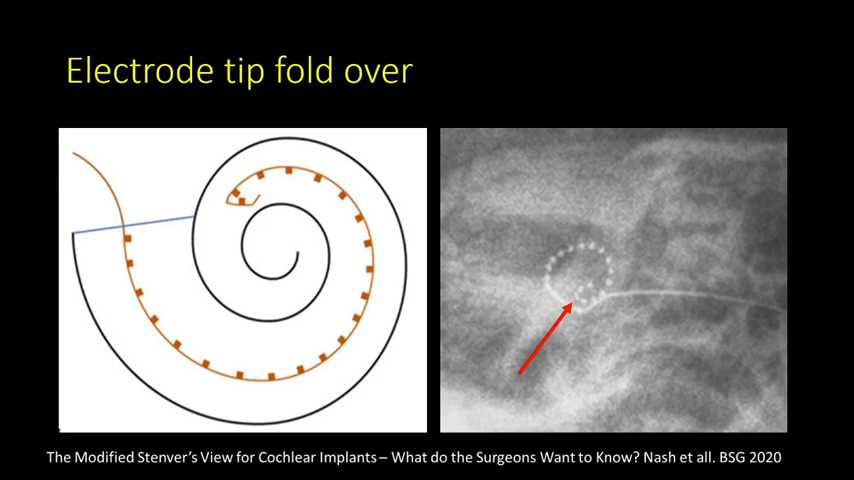 Electrode tip fold over
The Modified Stenver's View for Cochlear Implants – What do the Surgeons Want to Know? Nash et all. BSG 2020